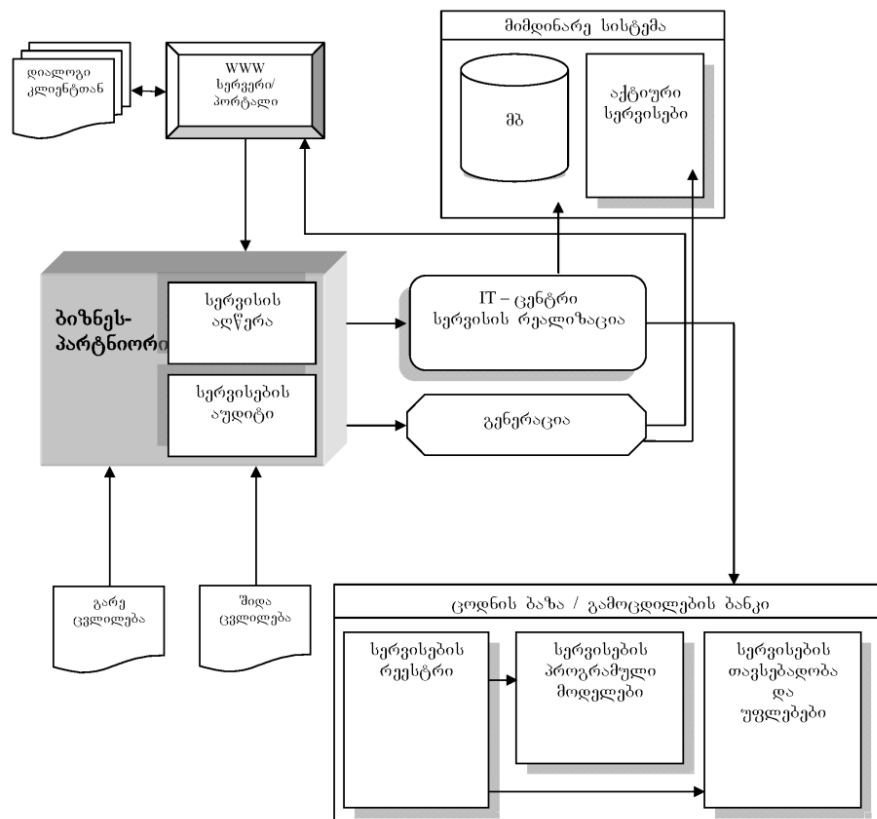 მიმდინარე სისტემა
მბ
აქტიური
სერვისები
დიალოგი
კლიენტთან
WWW
სერვერი/
პორტალი
ბიზნეს-
პარტნიორი
სერვისის
აღწერა
სერვისების
აუდიტი
IT – ცენტრი
სერვისის რეალიზაცია
გენერაცია
გარე
ცვლილება
შიდა
ცვლილება
ცოდნის ბაზა / გამოცდილების ბანკი
სერვისების
რეესტრი
სერვისების
პროგრამული
მოდელები
სერვისების
თავსებადობა
და
უფლებები